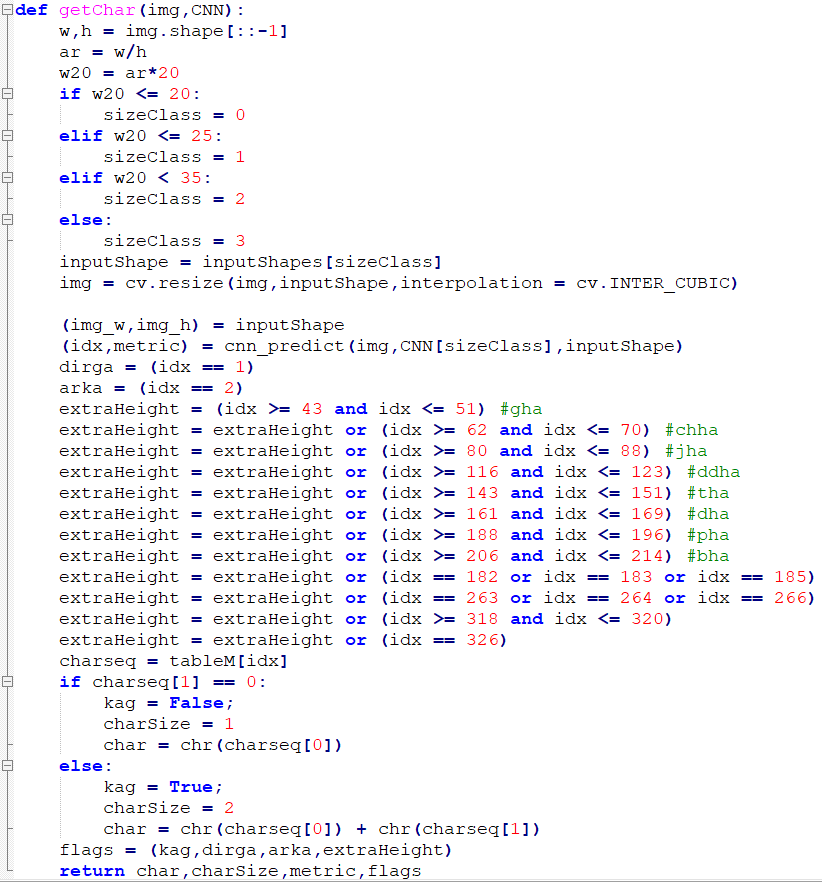 def getChar(img,CNN):
    w,h = img.shape[::-1]
    ar = w/h
    w20 = ar*20
    if w20 <= 20:
        sizeClass = 0
    elif w20 <= 25:
        sizeClass = 1
    elif w20 < 35:
        sizeClass = 2
    else:
        sizeClass = 3
    inputShape = inputShapes[sizeClass]
    img = cv.resize(img,inputShape,interpolation = cv.INTER_CUBIC)

    (img_w,img_h) = inputShape
    (idx,metric) = cnn_predict(img,CNN[sizeClass],inputShape)
    dirga = (idx == 1)
    arka = (idx == 2)
    extraHeight = (idx >= 43 and idx <= 51) #gha
    extraHeight = extraHeight or (idx >= 62 and idx <= 70) #chha
    extraHeight = extraHeight or (idx >= 80 and idx <= 88) #jha
    extraHeight = extraHeight or (idx >= 116 and idx <= 123) #ddha
    extraHeight = extraHeight or (idx >= 143 and idx <= 151) #tha
    extraHeight = extraHeight or (idx >= 161 and idx <= 169) #dha
    extraHeight = extraHeight or (idx >= 188 and idx <= 196) #pha
    extraHeight = extraHeight or (idx >= 206 and idx <= 214) #bha
    extraHeight = extraHeight or (idx == 182 or idx == 183 or idx == 185)
    extraHeight = extraHeight or (idx == 263 or idx == 264 or idx == 266)
    extraHeight = extraHeight or (idx >= 318 and idx <= 320)
    extraHeight = extraHeight or (idx == 326)
    charseq = tableM[idx]
    if charseq[1] == 0:
        kag = False;
        charSize = 1
        char = chr(charseq[0])
    else:
        kag = True;
        charSize = 2
        char = chr(charseq[0]) + chr(charseq[1])
    flags = (kag,dirga,arka,extraHeight)
    return char,charSize,metric,flags